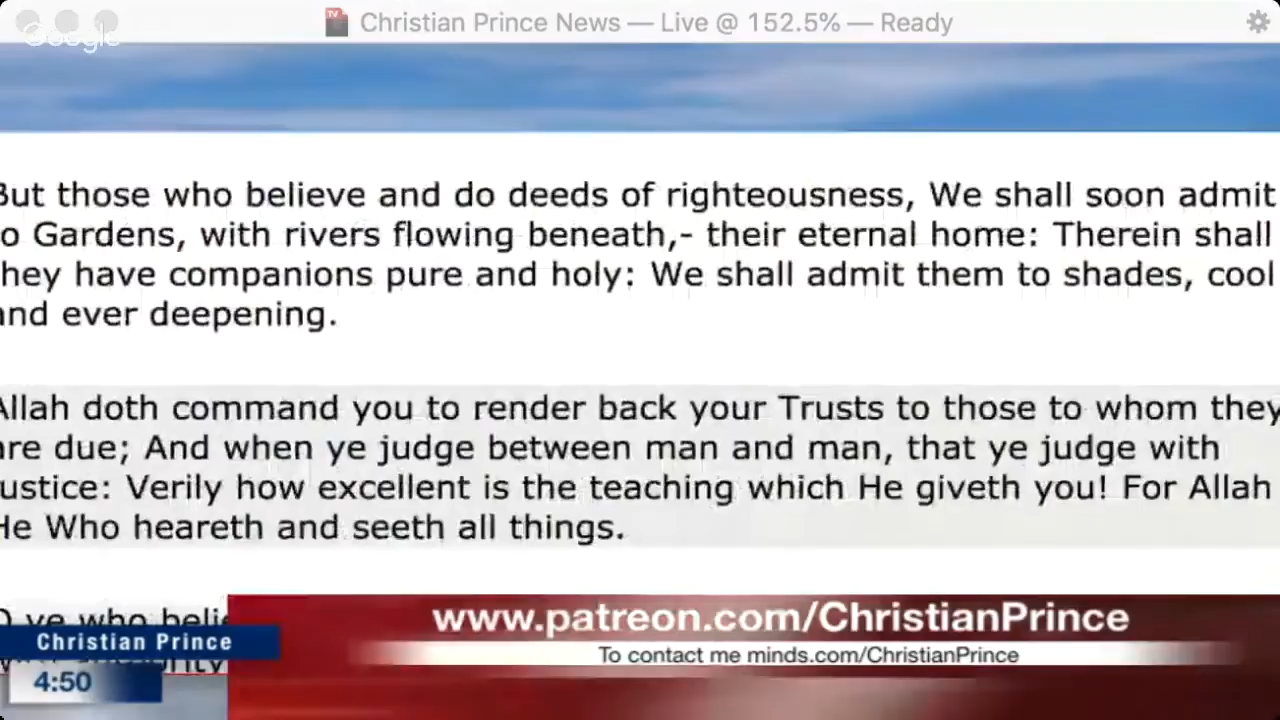 Christian Prince News — Live @ 152.5% — Ready
Google
But those who believe and do deeds of righteousness, We shall soon admit
o Gardens, with rivers flowing beneath,- their eternal home: Therein shall
hey have companions pure and holy: We shall admit them to shades, cool
and ever deepening.
Allah doth command you to render back your Trusts to those to whom they
are due; And when ye judge between man and man, that ye judge with
ustice: Verily how excellent is the teaching which He giveth you! For Allah
He Who heareth and seeth all things.
O ye who belie
www.patreon.com/ChristianPrince
Christian Prince
To contact me minds.com/ChristianPrince
4:50